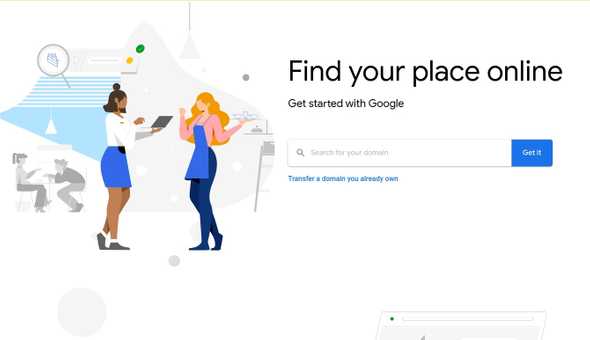 Find your place online
Get started with Google
Search for your domain
Get it
Transfer a domain you already own